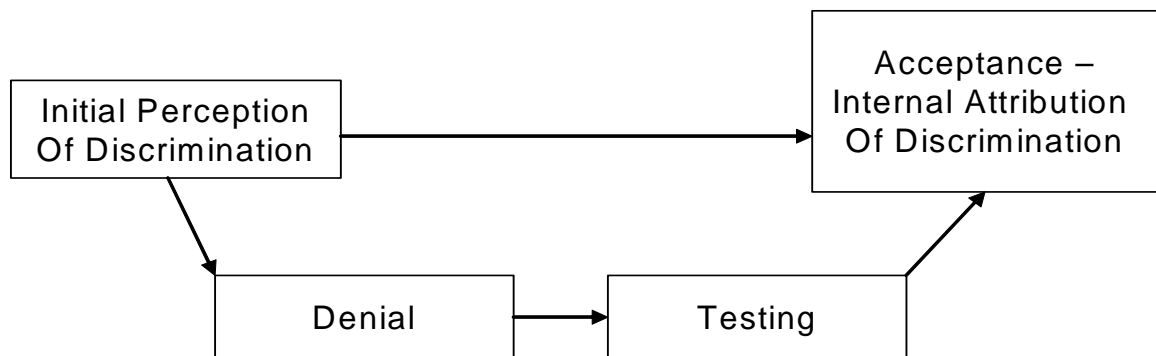 Initial Perception
Of Discrimination
Acceptance –
Internal Attribution
Of Discrimination
Denial
Testing